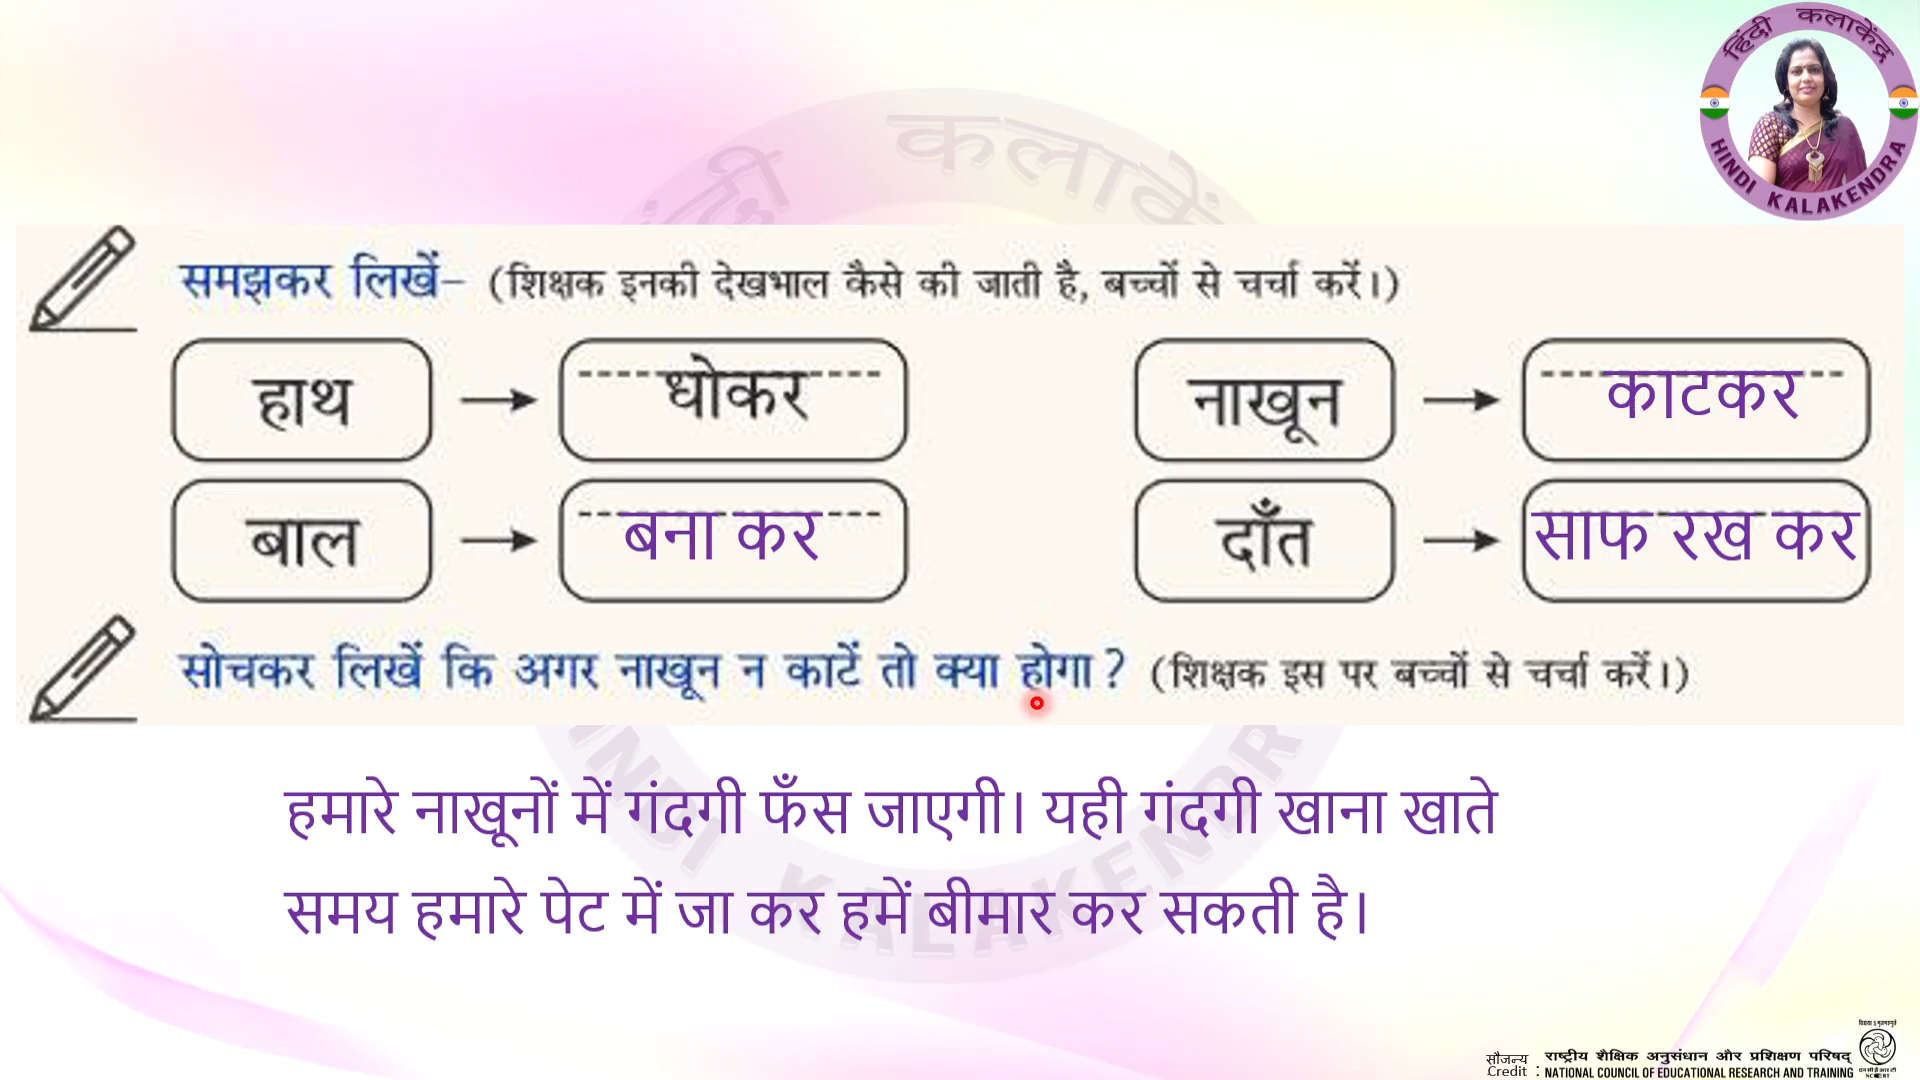 हिंदी कलाकेंद्र
HINDI KALAKENDRA
समझकर लिखें– (शिक्षक इनकी देखभाल कैसे की जाती है, बच्चों से चर्चा करें।)
हाथ धोकर नाखून काटकर
बाल बना कर दाँत साफ रख कर
सोचकर लिखें कि अगर नाखून न काटें तो क्या होगा? (शिक्षक इस पर बच्चों से चर्चा करें।)
हमारे नाखूनों में गंदगी फँस जाएगी। यही गंदगी खाना खाते
समय हमारे पेट में जा कर हमें बीमार कर सकती है।
सौजन्य राष्ट्रीय शैक्षिक अनुसंधान और प्रशिक्षण परिषद्
Credit : NATIONAL COUNCIL OF EDUCATIONAL RESEARCH AND TRAINING